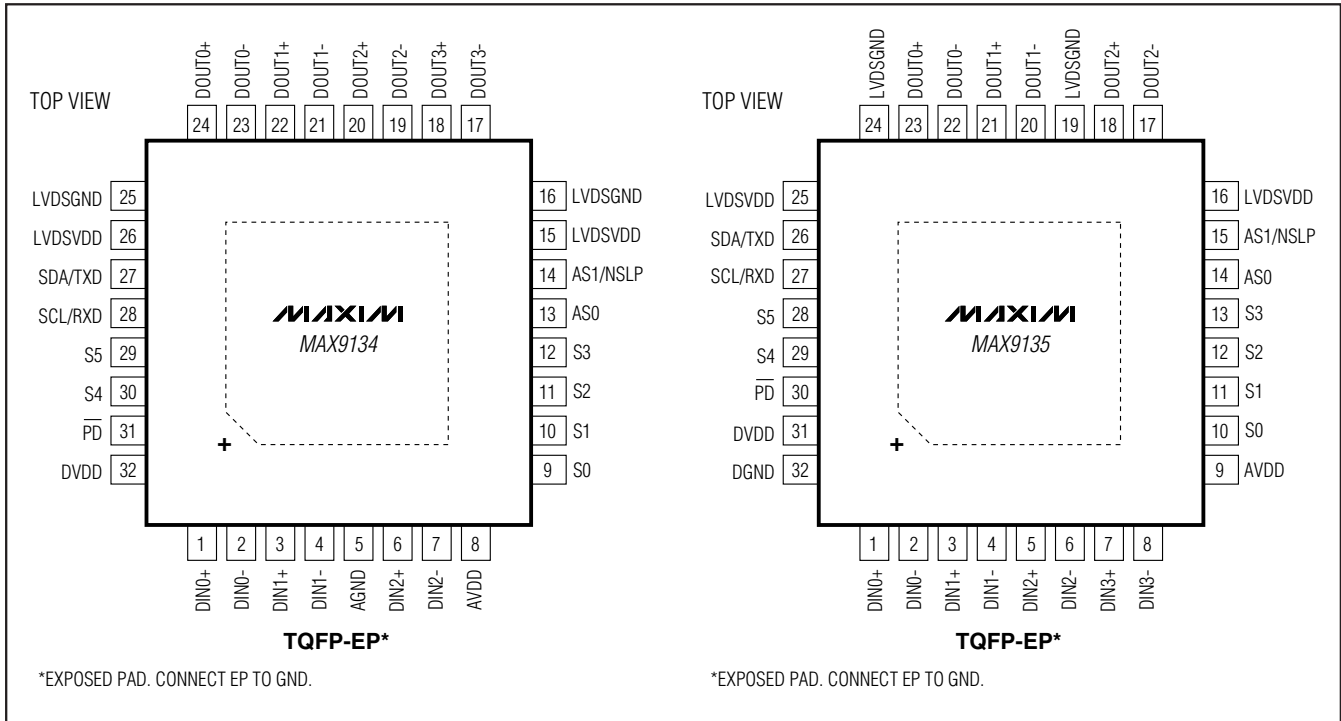 TOP VIEW
DOUT0+
DOUT0-
DOUT1+
DOUT1-
DOUT2+
DOUT2-
DOUT3+
DOUT3-
24 23 22 21 20 19 18 17
LVDSGND 25
LVDSVDD 26
SDA/TXD 27
SCL/RXD 28
S5 29
S4 30
PD 31
DVDD 32
MAXIM
MAX9134
+
16 LVDSGND
15 LVDSVDD
14 AS1/NSLP
13 AS0
12 S3
11 S2
10 S1
9 S0
1 2 3 4 5 6 7 8
DIN0+
DIN0-
DIN1+
DIN1-
AGND
DIN2+
DIN2-
AVDD
TQFP-EP*
*EXPOSED PAD. CONNECT EP TO GND.
TOP VIEW
LVDSGND
DOUT0+
DOUT0-
DOUT1+
DOUT1-
LVDSGND
DOUT2+
DOUT2-
24 23 22 21 20 19 18 17
LVDSVDD 25
SDA/TXD 26
SCL/RXD 27
S5 28
S4 29
PD 30
DVDD 31
DGND 32
MAXIM
MAX9135
+
16 LVDSVDD
15 AS1/NSLP
14 AS0
13 S3
12 S2
11 S1
10 S0
9 AVDD
1 2 3 4 5 6 7 8
DIN0+
DIN0-
DIN1+
DIN1-
DIN2+
DIN2-
DIN3+
DIN3-
TQFP-EP*
*EXPOSED PAD. CONNECT EP TO GND.